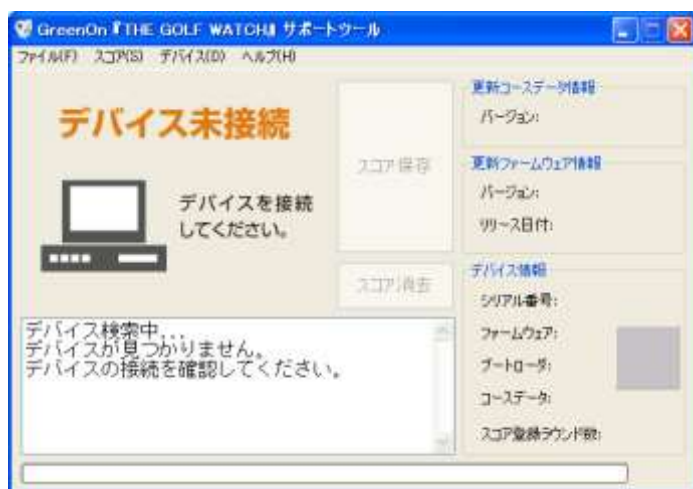 GreenOn『THE GOLF WATCH』サポートツール
ファイル(F) スコア(S) デバイス(D) ヘルプ(H)
デバイス未接続
デバイスを接続
してください。
スコア保存
スコア消去
デバイス検索中...
デバイスが見つかりません。
デバイスの接続を確認してください。
更新コースデータ情報
バージョン:
更新ファームウェア情報
バージョン:
リリース日付:
デバイス情報
シリアル番号:
ファームウェア:
ブートローダ:
コースデータ:
スコア登録ラウンド数: